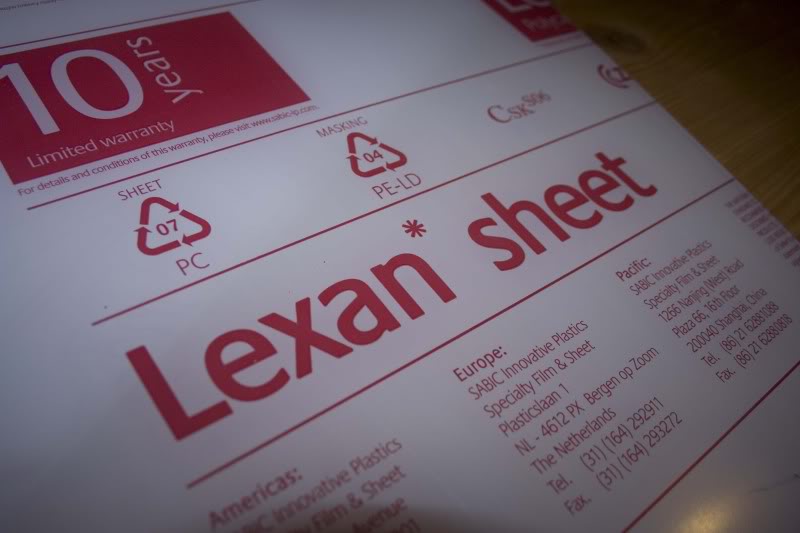 10 years
Limited warranty
For details and conditions of this warranty, please visit www.sabic-ip.com.
SHEET
07
PC
MASKING
04
PE-LD
CSKS06
Lexan* sheet
Americas:
SABIC Innovative Plastics
Specialty Film & Sheet
Avenue
Europe:
SABIC Innovative Plastics
Specialty Film & Sheet
Plasticslaan 1
NL - 4612 PX Bergen op Zoom
The Netherlands
Tel. (31) (164) 292911
Fax. (31) (164) 293272
Pacific:
SABIC Innovative Plastics
Specialty Film & Sheet
1266 Nanjing (West) Road
Plaza 66, 16th Floor
200040 Shanghai, China
Tel. (86) 21 62881088
Fax. (86) 21 62880818